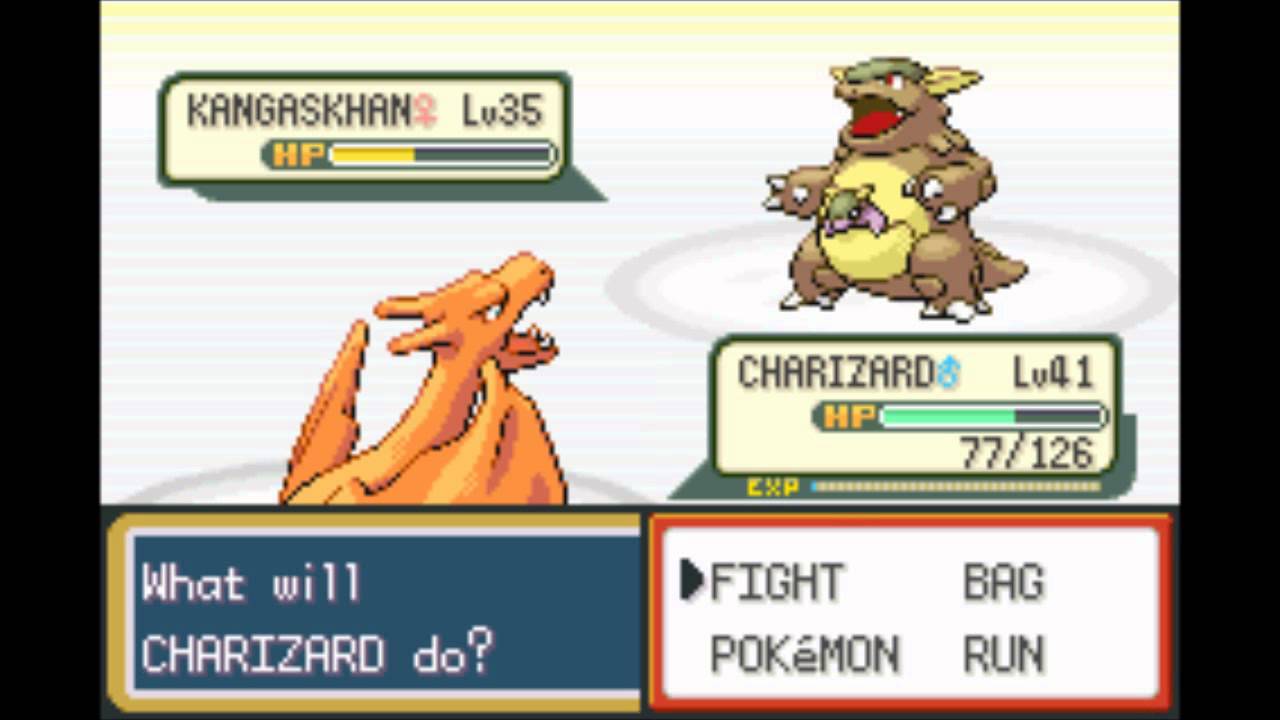 KANGASKHAN♀ Lv35
HP
CHARIZARD♂ Lv41
HP
77/126
EXP
What will
CHARIZARD do?
FIGHT BAG
POKéMON RUN